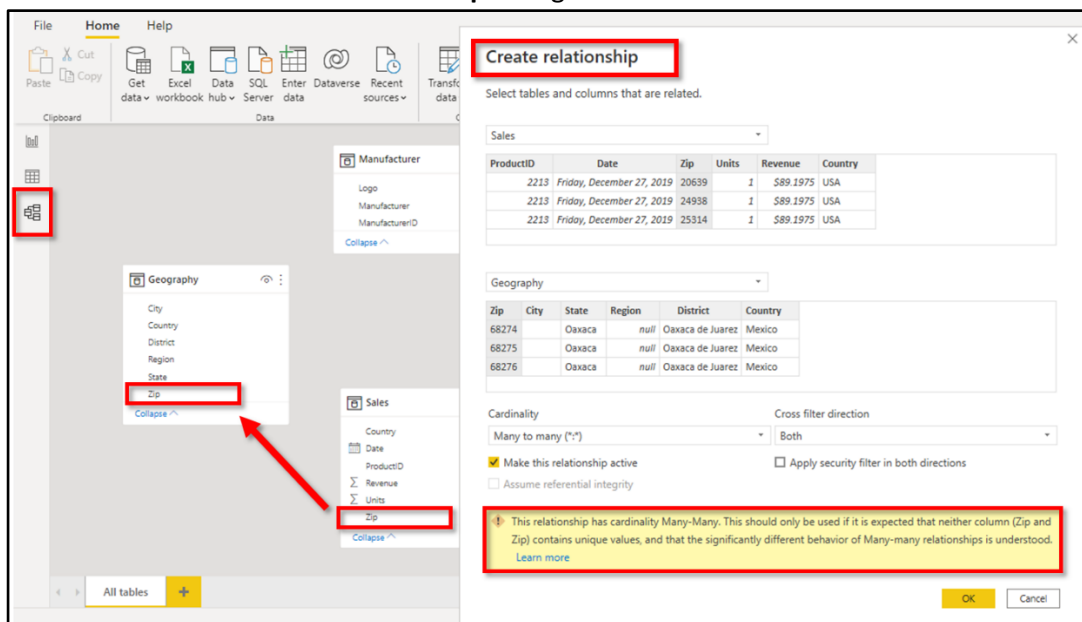 File Home Help
Paste
Cut
Copy
Clipboard
Get data
Excel workbook
Data hub
SQL Server
Enter data
Dataverse
Recent sources
Data
Manufacturer
Logo
Manufacturer
ManufacturerID
Collapse
Geography
City
Country
District
Region
State
Zip
Collapse
Sales
Country
Date
ProductID
Σ Revenue
Σ Units
Zip
Collapse
All tables +
Create relationship
Select tables and columns that are related.
Sales
ProductID Date Zip Units Revenue Country
2213 Friday, December 27, 2019 20639 1 $89.1975 USA
2213 Friday, December 27, 2019 24938 1 $89.1975 USA
2213 Friday, December 27, 2019 25314 1 $89.1975 USA
Geography
Zip City State Region District Country
68274 Oaxaca null Oaxaca de Juarez Mexico
68275 Oaxaca null Oaxaca de Juarez Mexico
68276 Oaxaca null Oaxaca de Juarez Mexico
Cardinality
Many to many (*:*)
Cross filter direction
Both
Make this relationship active
Apply security filter in both directions
Assume referential integrity
This relationship has cardinality Many-Many. This should only be used if it is expected that neither column (Zip and
Zip) contains unique values, and that the significantly different behavior of Many-many relationships is understood.
Learn more
OK Cancel